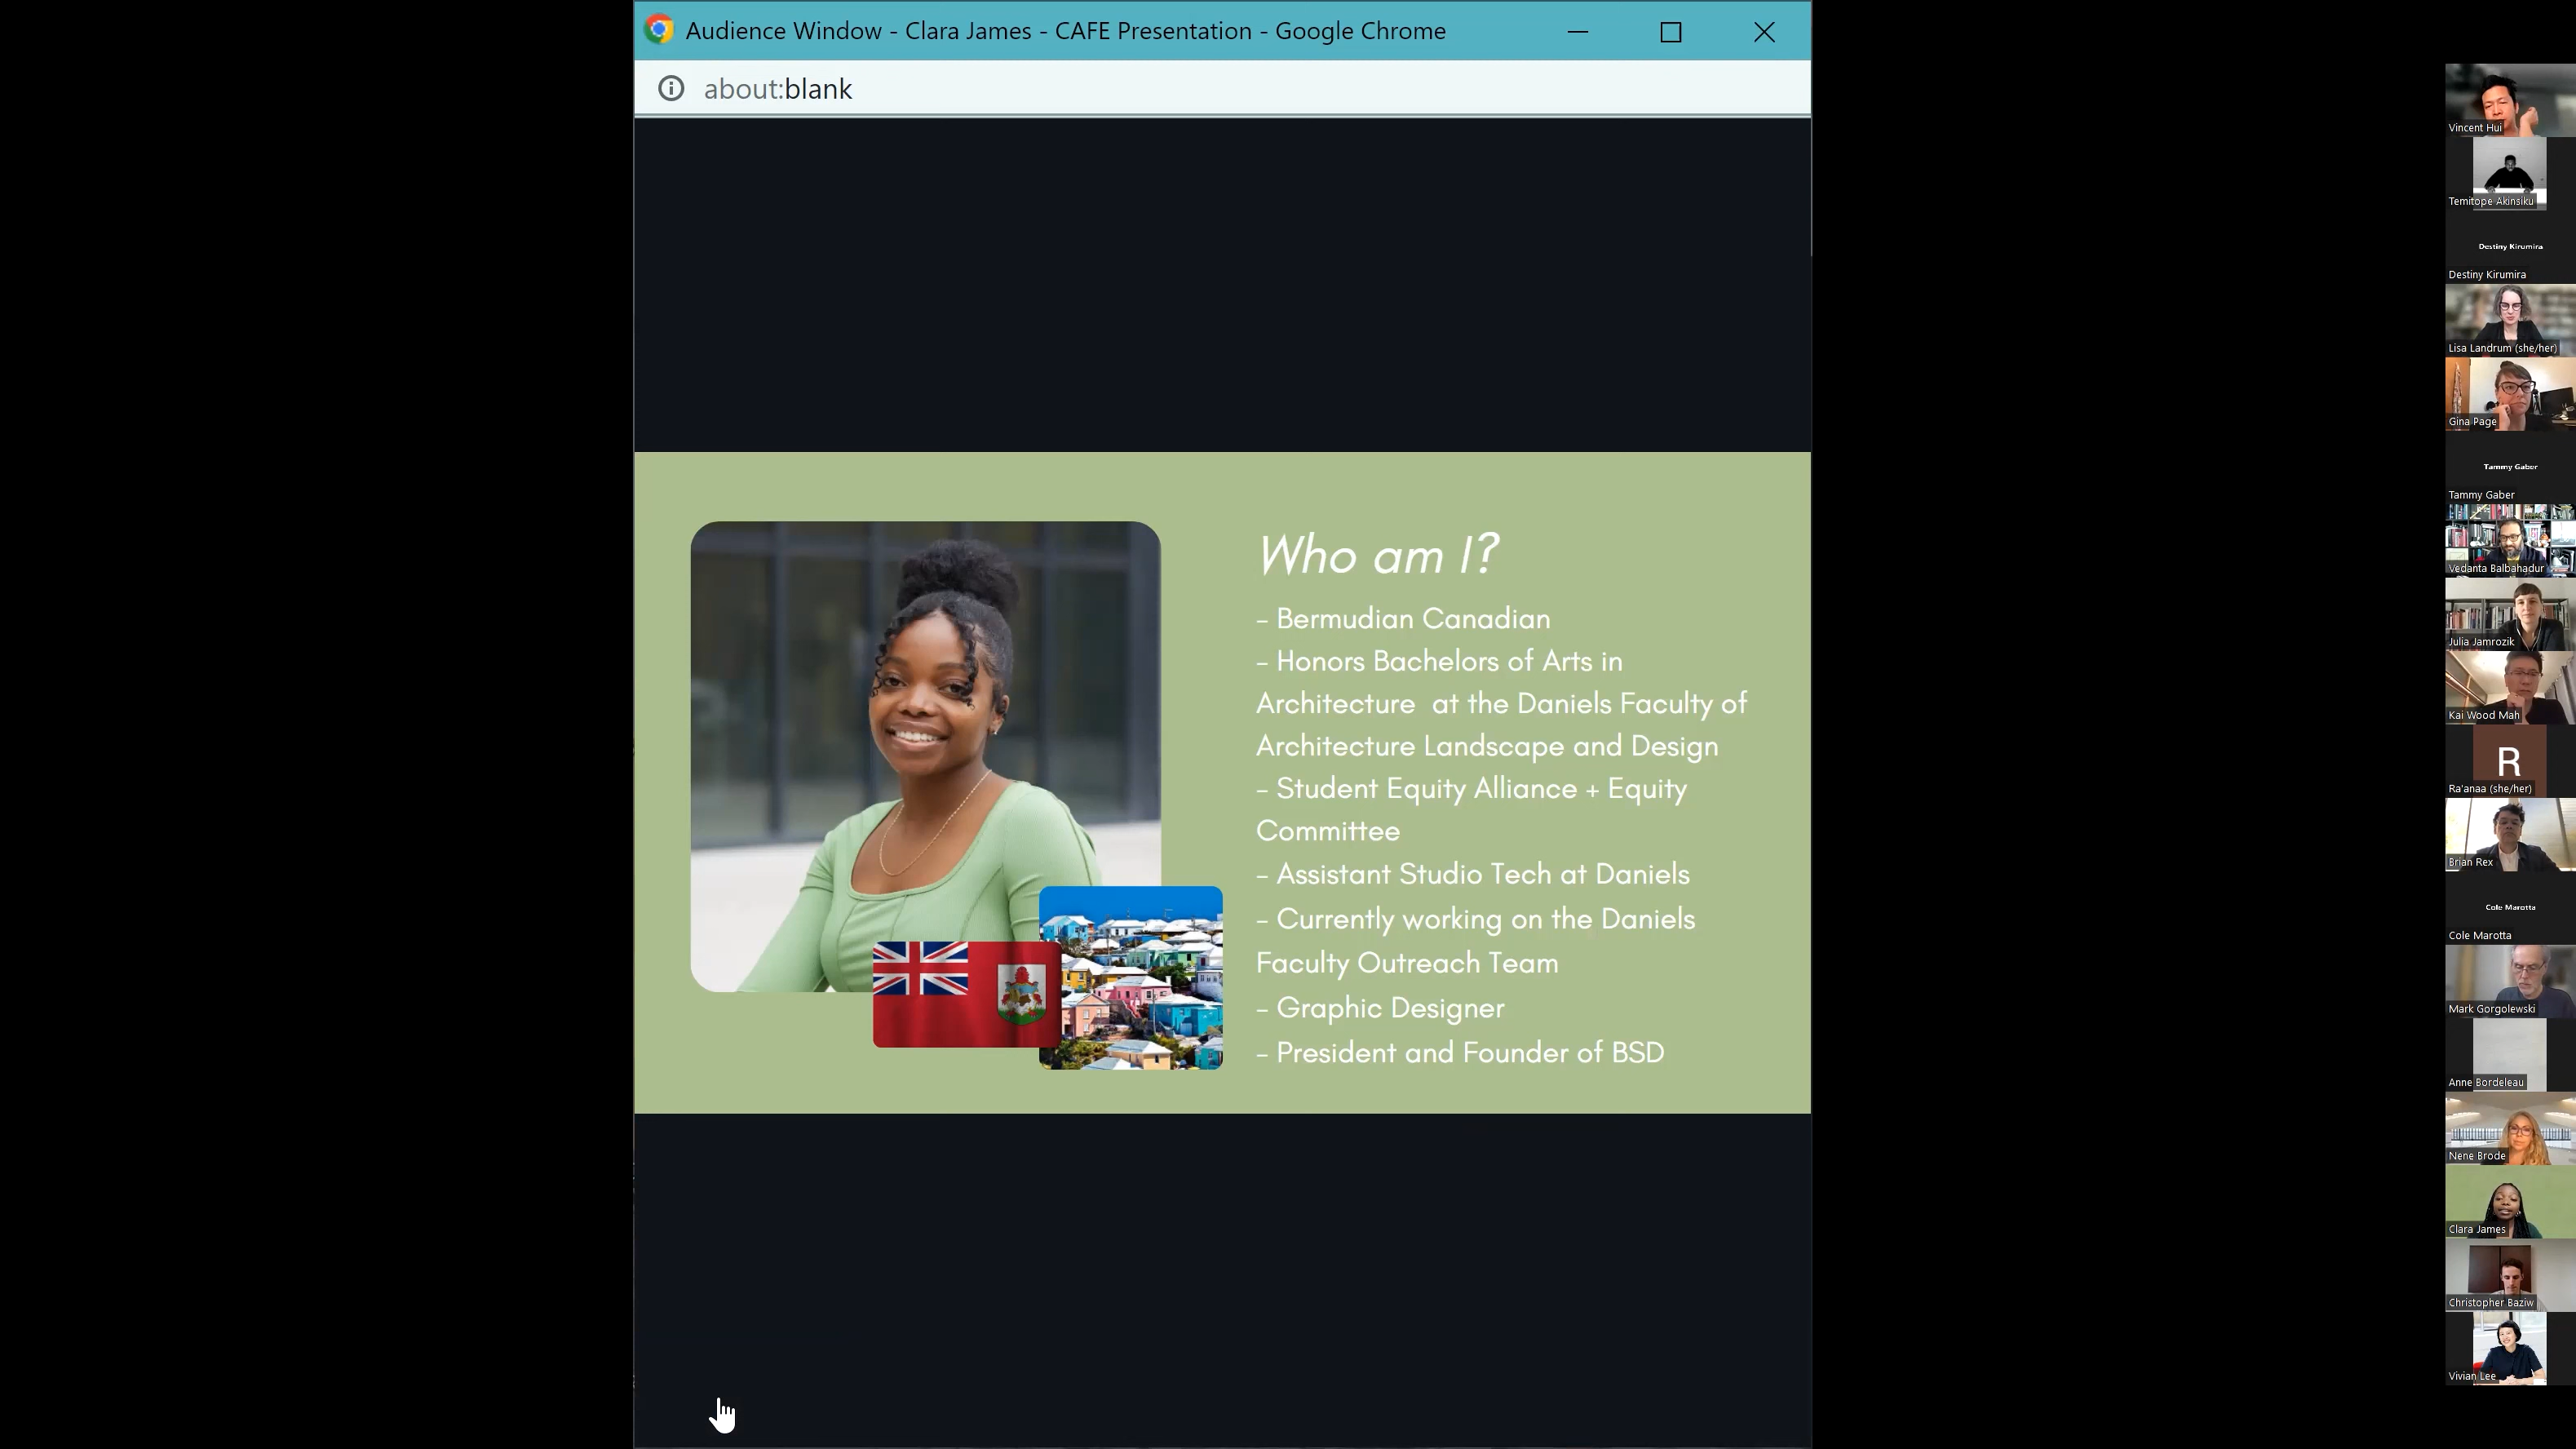 Audience Window - Clara James - CAFE Presentation - Google Chrome
about:blank
Who am I?
- Bermudian Canadian
- Honors Bachelors of Arts in
Architecture at the Daniels Faculty of
Architecture Landscape and Design
- Student Equity Alliance + Equity
Committee
- Assistant Studio Tech at Daniels
- Currently working on the Daniels
Faculty Outreach Team
- Graphic Designer
- President and Founder of BSD
Vincent Hui
Temitope Akinsiku
Destiny Kirumira
Destiny Kirumira
Lisa Landrum (she/her)
Gina Page
Tammy Gaber
Tammy Gaber
Vedanta Balbahadur
Julia Jamrozik
Kai Wood Mah
R
Ra'anaa (she/her)
Brian Rex
Cole Marotta
Cole Marotta
Mark Gorgolewski
Anne Bordeleau
Nene Brode
Clara James
Christopher Baziw
Vivian Lee